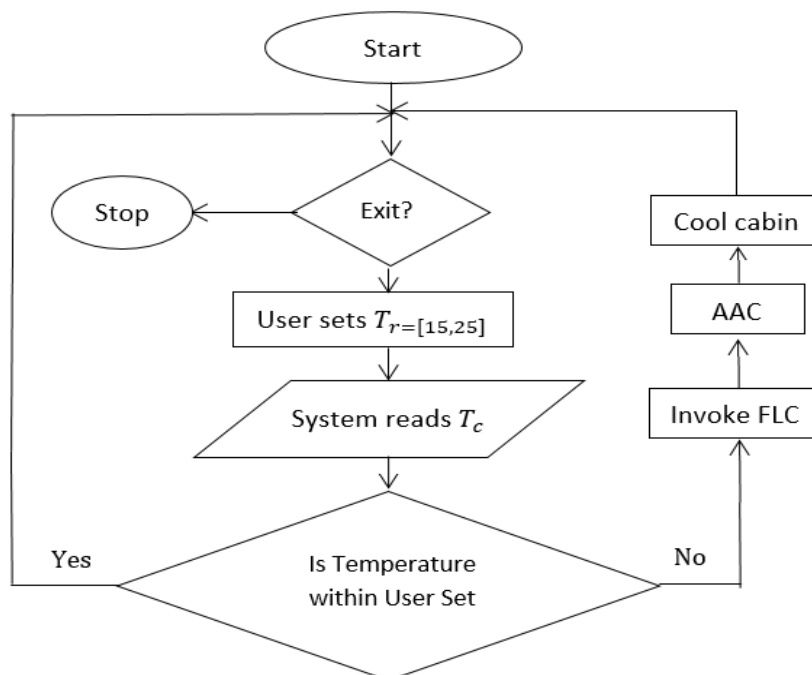 Start
Exit?
Stop
Cool cabin
User sets T_{r=[15,25]}
AAC
System reads T_c
Invoke FLC
Yes
Is Temperature
within User Set
No